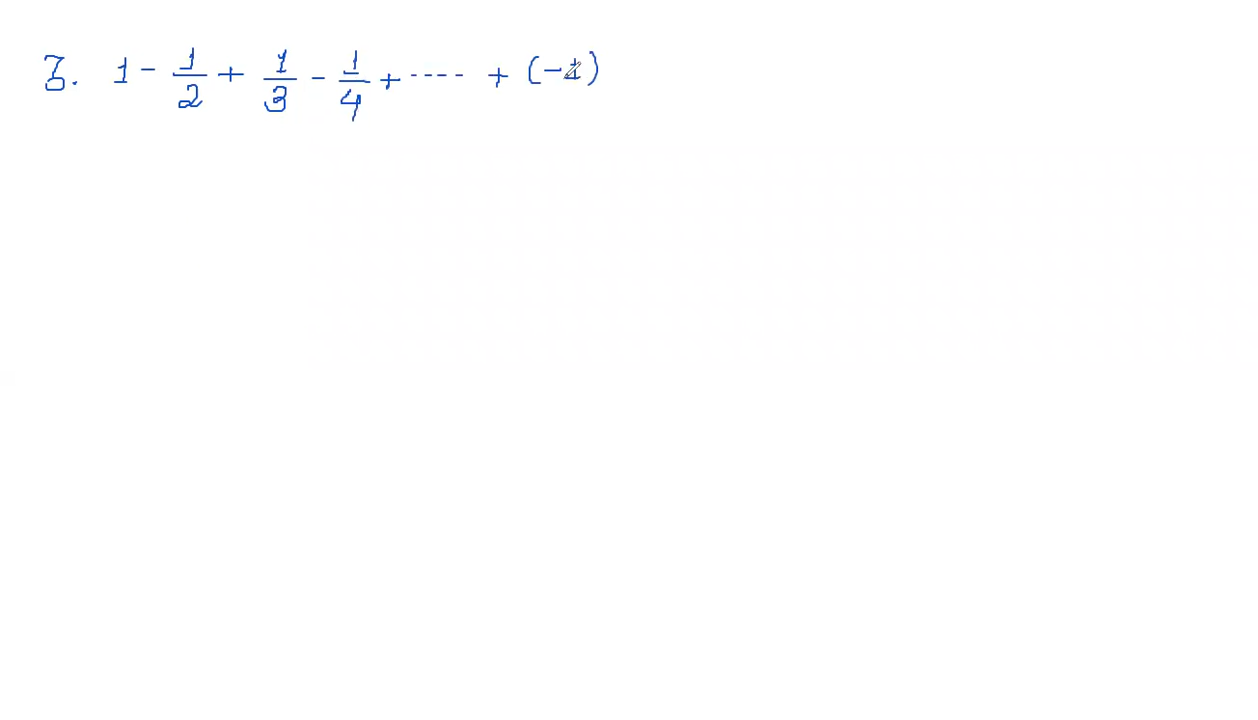 3. 1 - 1/2 + 1/3 - 1/4 + ---- + (-1)